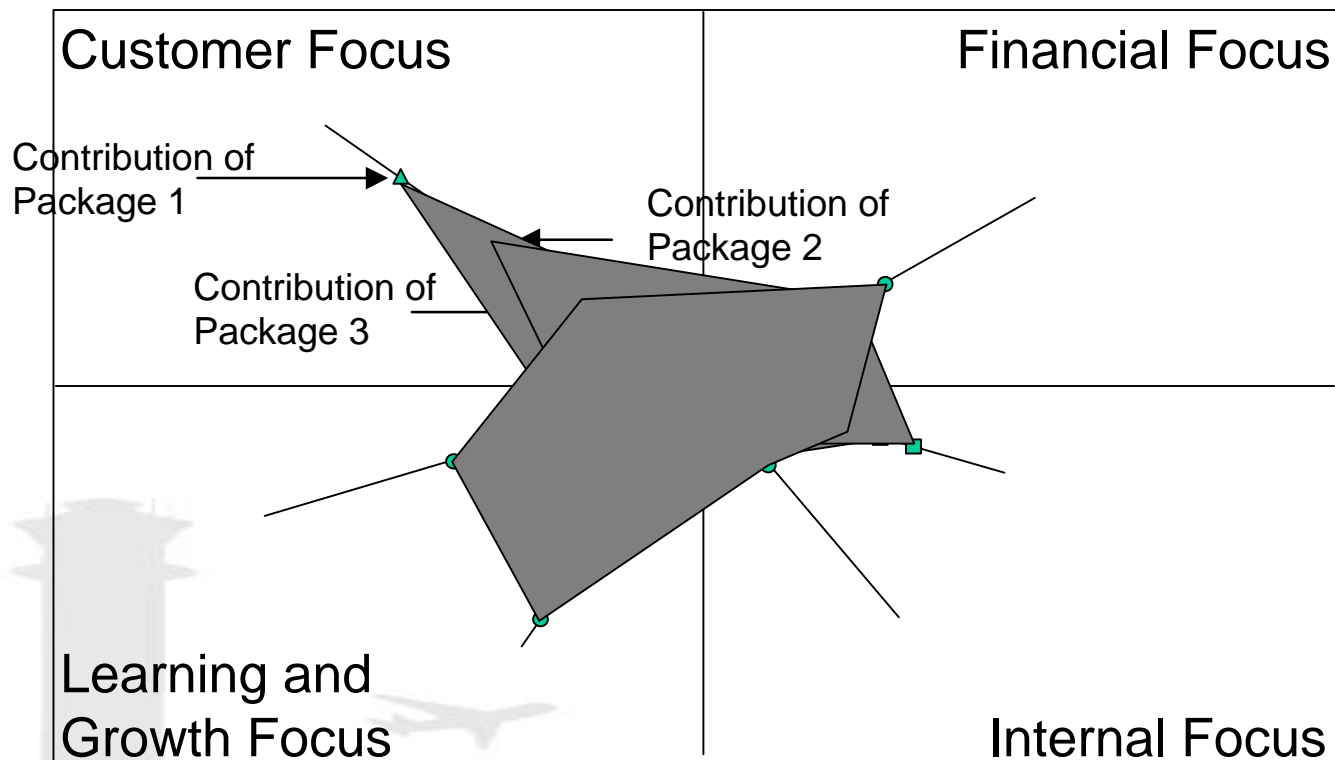 Customer Focus
Financial Focus
Contribution of
Package 1
Contribution of
Package 2
Contribution of
Package 3
Learning and
Growth Focus
Internal Focus